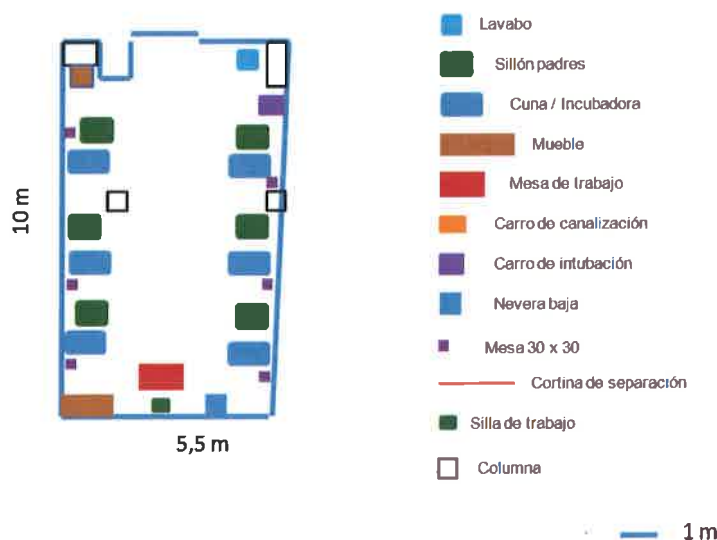 10 m
5,5 m
Lavabo
Sillón padres
Cuna / Incubadora
Mueble
Mesa de trabajo
Carro de canalización
Carro de intubación
Nevera baja
Mesa 30 x 30
Cortina de separación
Silla de trabajo
Columna
1 m